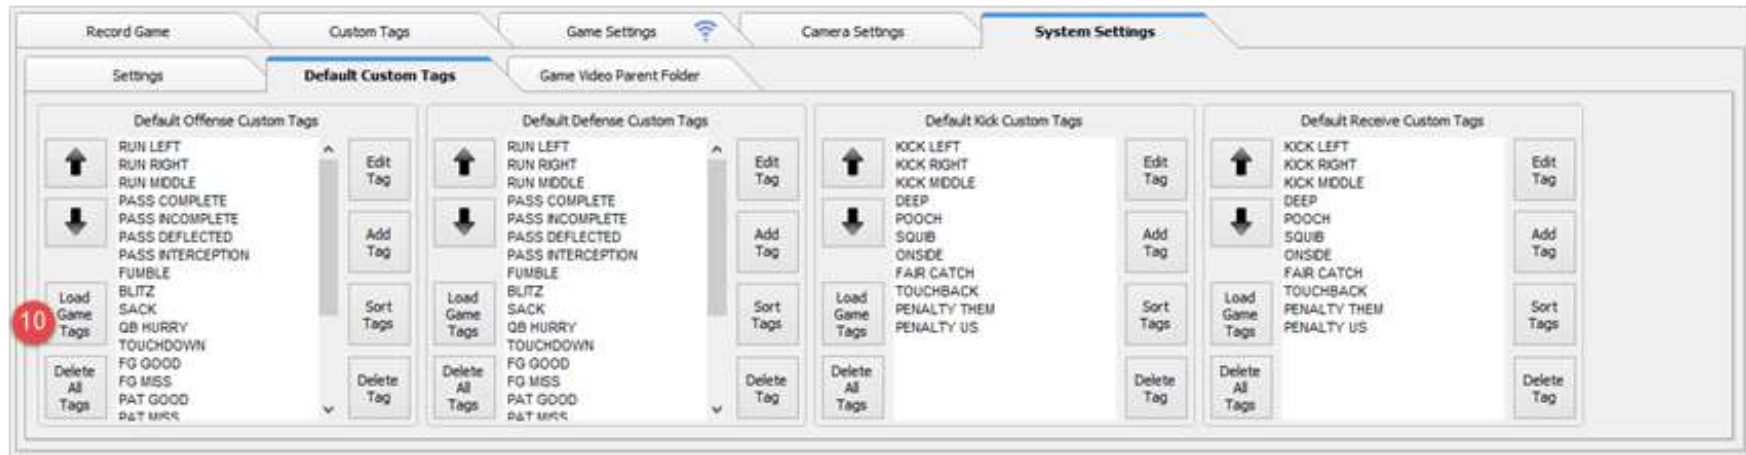 Record Game
Custom Tags
Game Settings
Camera Settings
System Settings
Settings
Default Custom Tags
Game Video Parent Folder
Default Offense Custom Tags
RUN LEFT
RUN RIGHT
RUN MIDDLE
PASS COMPLETE
PASS INCOMPLETE
PASS DEFLECTED
PASS INTERCEPTION
FUMBLE
BLITZ
SACK
QB HURRY
TOUCHDOWN
FG GOOD
FG MISS
PAT GOOD
PAT MISS
10
Load
Game
Tags
Delete
All
Tags
Edit
Tag
Add
Tag
Sort
Tags
Delete
Tag
Default Defense Custom Tags
RUN LEFT
RUN RIGHT
RUN MIDDLE
PASS COMPLETE
PASS INCOMPLETE
PASS DEFLECTED
PASS INTERCEPTION
FUMBLE
BLITZ
SACK
QB HURRY
TOUCHDOWN
FG GOOD
FG MISS
PAT GOOD
PAT MISS
Load
Game
Tags
Delete
All
Tags
Edit
Tag
Add
Tag
Sort
Tags
Delete
Tag
Default Kick Custom Tags
KICK LEFT
KICK RIGHT
KICK MIDDLE
DEEP
POOCH
SQUIB
ONSIDE
FAIR CATCH
TOUCHBACK
PENALTY THEM
PENALTY US
Load
Game
Tags
Delete
All
Tags
Edit
Tag
Add
Tag
Sort
Tags
Delete
Tag
Default Receive Custom Tags
KICK LEFT
KICK RIGHT
KICK MIDDLE
DEEP
POOCH
SQUIB
ONSIDE
FAIR CATCH
TOUCHBACK
PENALTY THEM
PENALTY US
Load
Game
Tags
Delete
All
Tags
Edit
Tag
Add
Tag
Sort
Tags
Delete
Tag